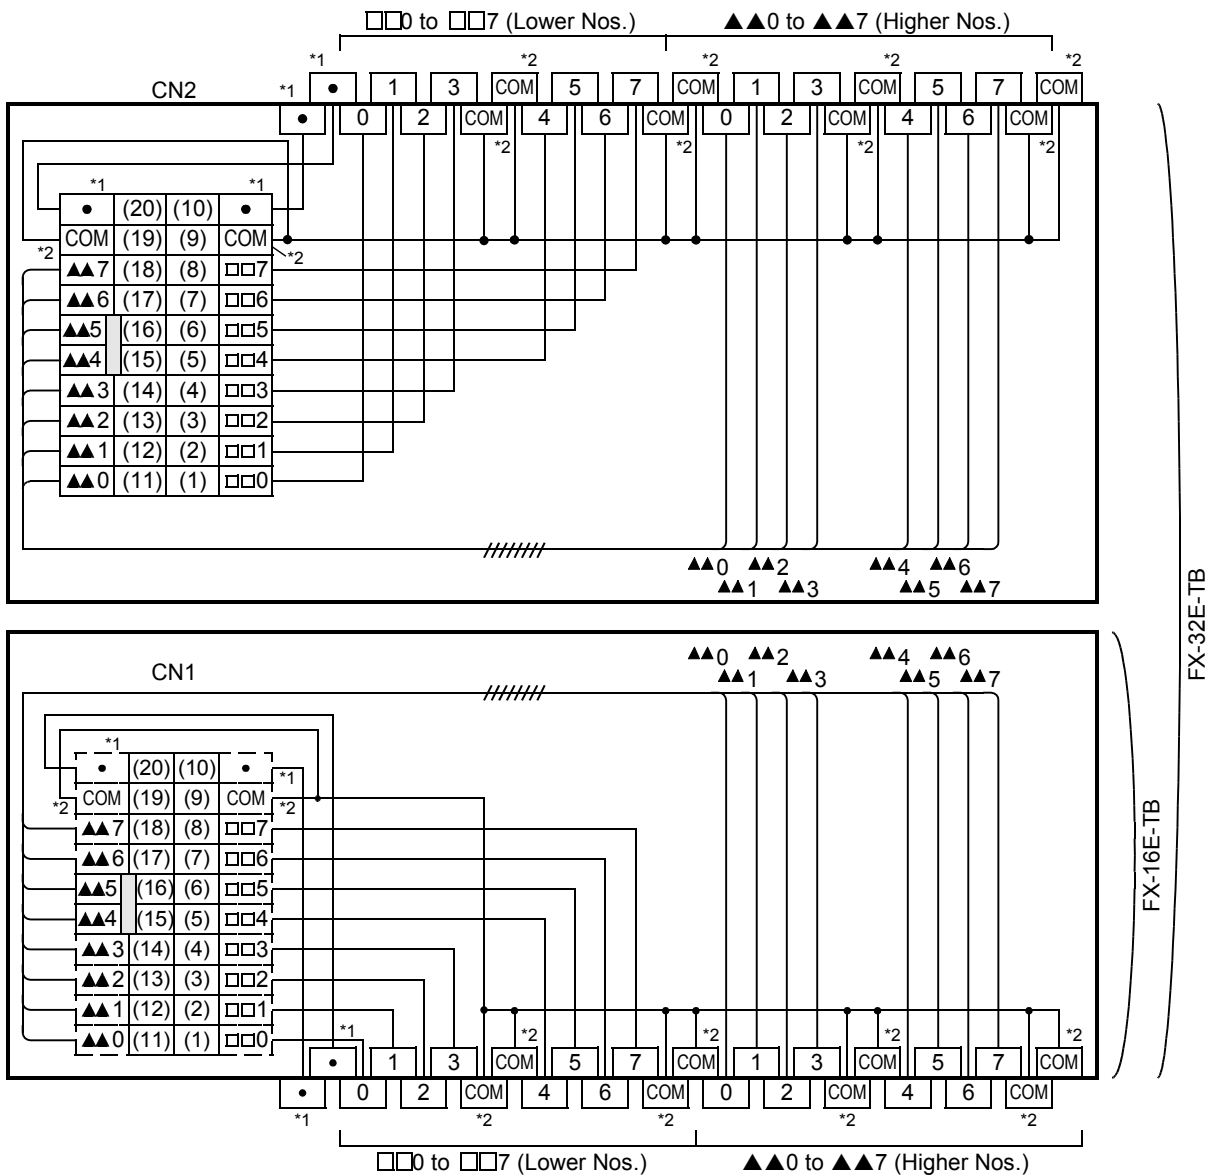 □□0 to □□7 (Lower Nos.) ▲▲0 to ▲▲7 (Higher Nos.)
*1 *2 *2 *2 *2
CN2 *1 • 1 3 COM 5 7 COM 1 3 COM 5 7 COM
• 0 2 COM 4 6 COM 0 2 COM 4 6 COM
*2 *2 *2 *2
*1 *1
• (20) (10) •
*2 COM (19) (9) COM *2
▲▲7 (18) (8) □□7
▲▲6 (17) (7) □□6
▲▲5 (16) (6) □□5
▲▲4 (15) (5) □□4
▲▲3 (14) (4) □□3
▲▲2 (13) (3) □□2
▲▲1 (12) (2) □□1
▲▲0 (11) (1) □□0
▲▲0 ▲▲2 ▲▲4 ▲▲6
▲▲1 ▲▲3 ▲▲5 ▲▲7
FX-32E-TB
▲▲0 ▲▲2 ▲▲4 ▲▲6
CN1 ▲▲1 ▲▲3 ▲▲5 ▲▲7
*1
• (20) (10) • *1
*2 COM (19) (9) COM *2
▲▲7 (18) (8) □□7
▲▲6 (17) (7) □□6
▲▲5 (16) (6) □□5
▲▲4 (15) (5) □□4
▲▲3 (14) (4) □□3
▲▲2 (13) (3) □□2
▲▲1 (12) (2) □□1
▲▲0 (11) (1) □□0
FX-16E-TB
*1 *2 *2 *2 *2
• 1 3 COM 5 7 COM 1 3 COM 5 7 COM
• 0 2 COM 4 6 COM 0 2 COM 4 6 COM
*1 *2 *2 *2 *2
□□0 to □□7 (Lower Nos.) ▲▲0 to ▲▲7 (Higher Nos.)